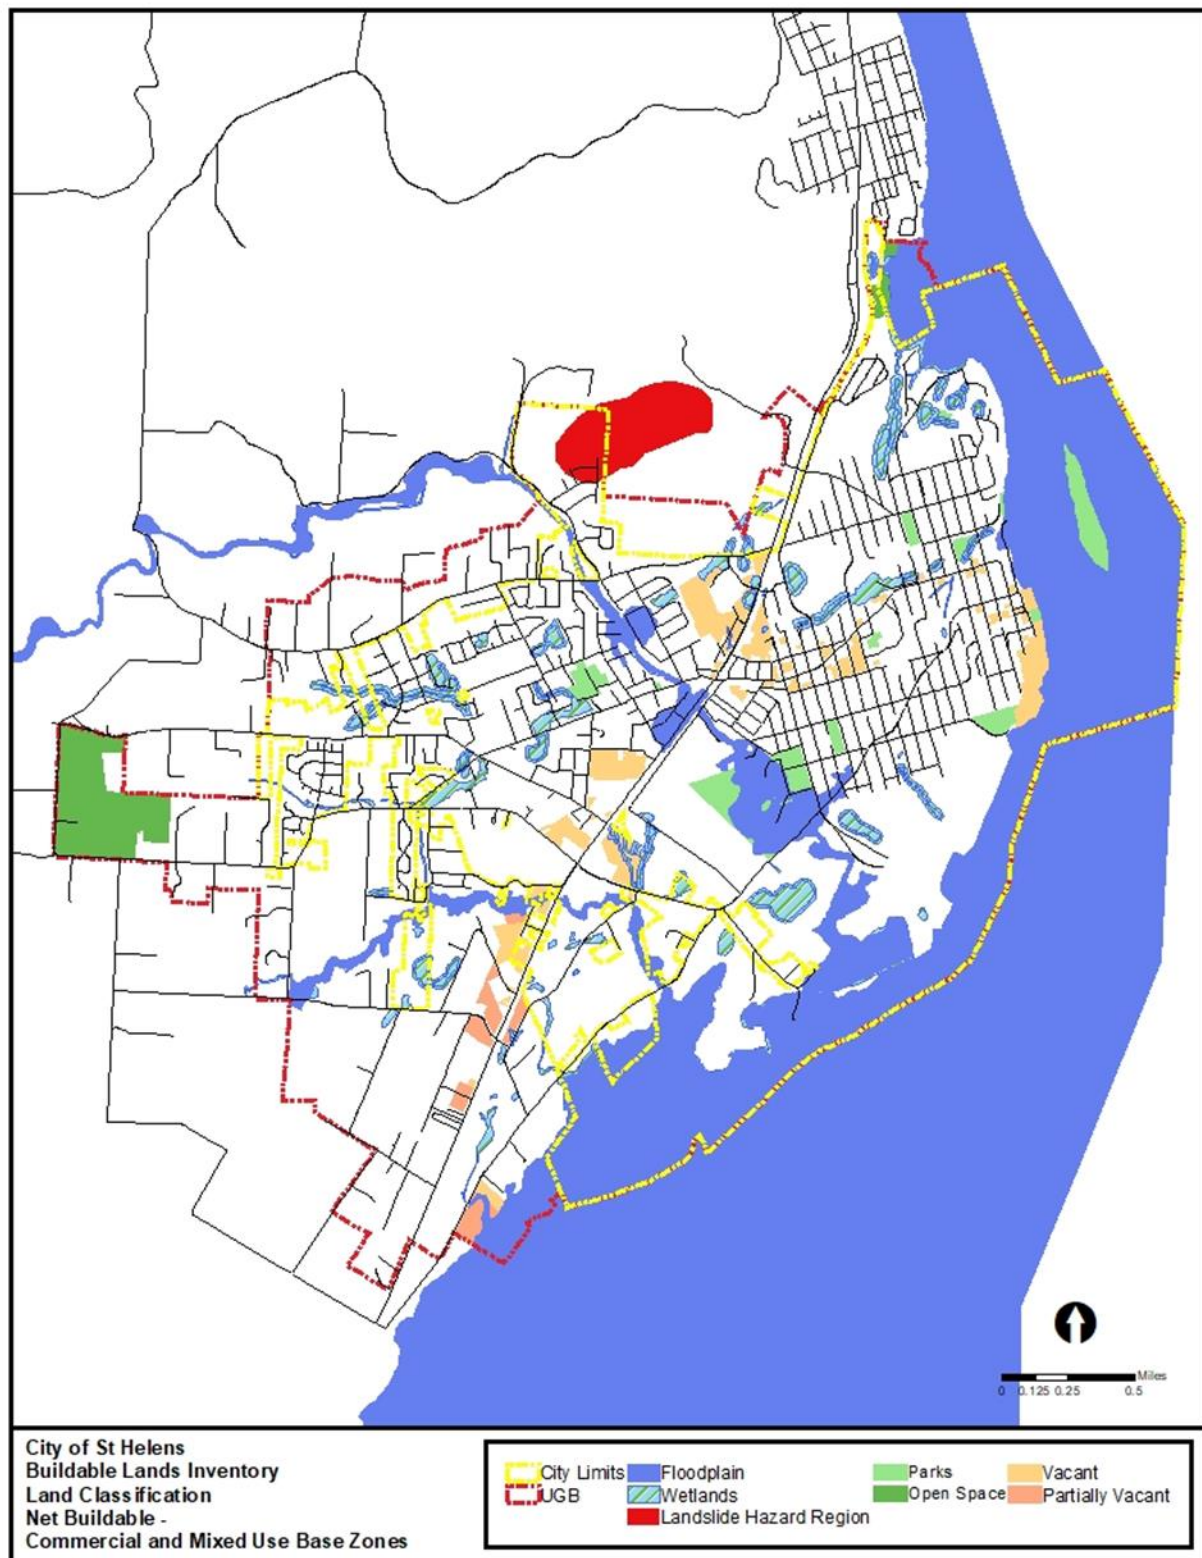 Miles
0 0.125 0.25 0.5
City of St Helens
Buildable Lands Inventory
Land Classification
Net Buildable -
Commercial and Mixed Use Base Zones
City Limits Floodplain Parks Vacant
UGB Wetlands Open Space Partially Vacant
Landslide Hazard Region